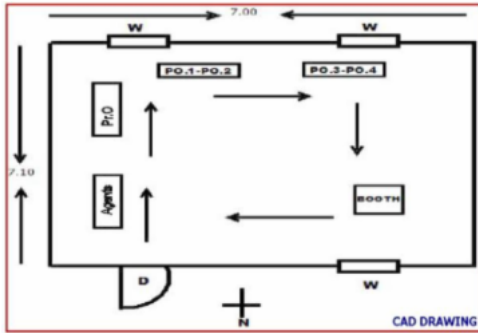 7.00
W W
PO.1-PO.2 PO.3-PO.4
Pr.O
7.10
Agents
BOOTH
D
W
N
CAD DRAWING